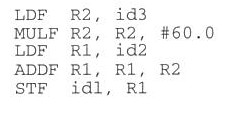 LDF R2, id3
MULF R2, R2, #60.0
LDF R1, id2
ADDF R1, R1, R2
STF id1, R1